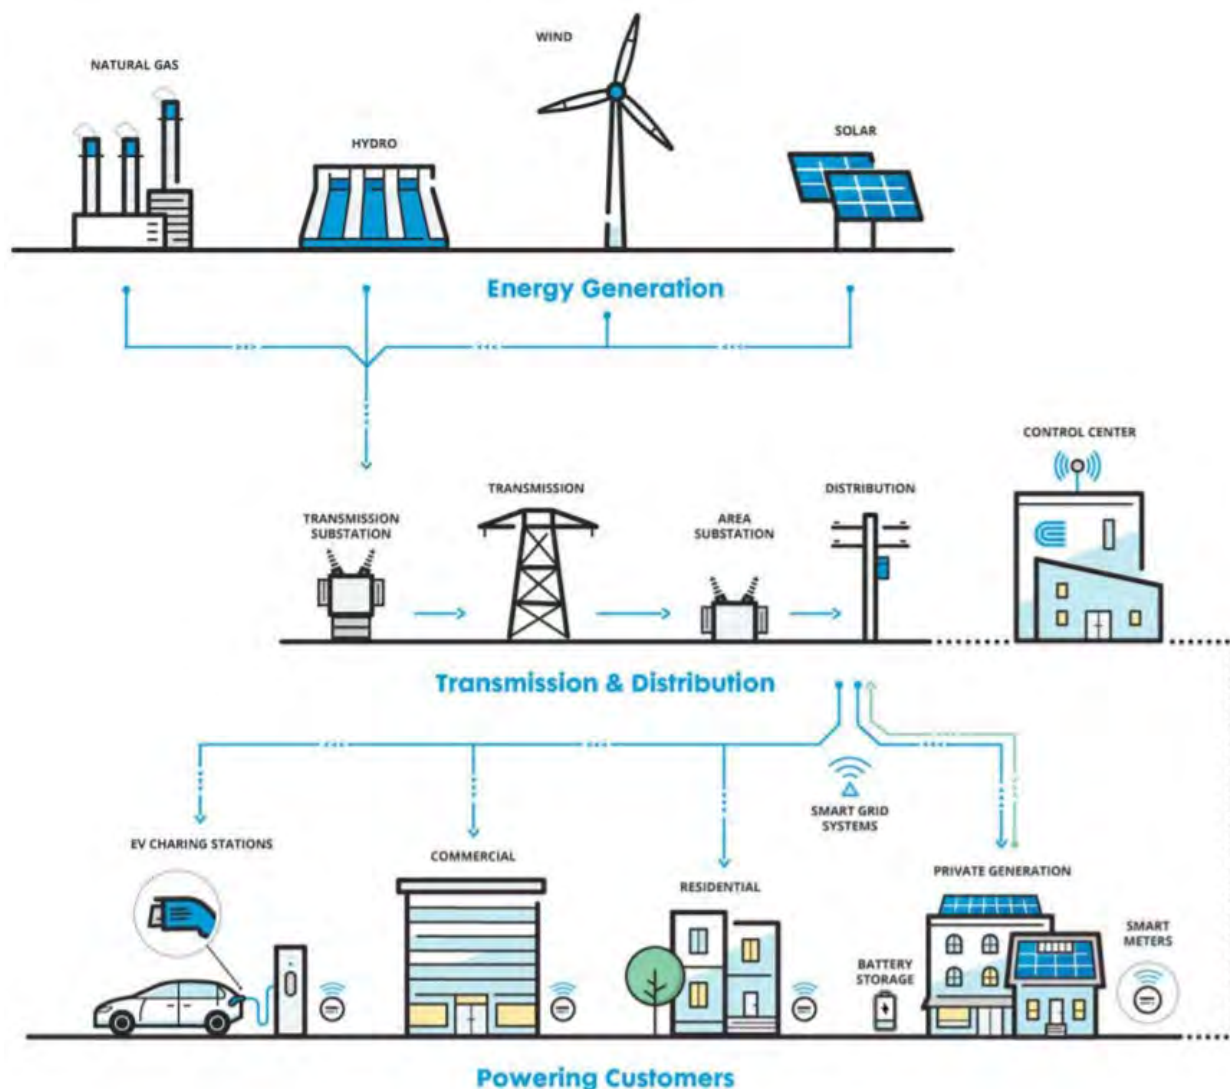 WIND
NATURAL GAS
SOLAR
HYDRO
Energy Generation
CONTROL CENTER
TRANSMISSION
DISTRIBUTION
TRANSMISSION
SUBSTATION
AREA
SUBSTATION
Transmission & Distribution
SMART GRID
SYSTEMS
EV CHARING STATIONS
COMMERCIAL
RESIDENTIAL
PRIVATE GENERATION
BATTERY
STORAGE
SMART
METERS
Powering Customers